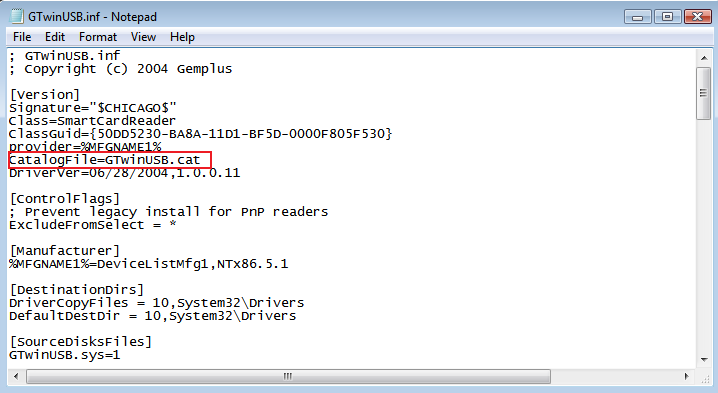 GTwinUSB.inf - Notepad
File Edit Format View Help
; GTwinUSB.inf
; Copyright (c) 2004 Gemplus
[Version]
Signature="$CHICAGO$"
Class=SmartCardReader
ClassGuid={50DD5230-BA8A-11D1-BF5D-0000F805F530}
provider=%MFGNAME1%
CatalogFile=GTwinUSB.cat
DriverVer=06/28/2004,1.0.0.11
[ControlFlags]
; Prevent legacy install for PnP readers
ExcludeFromSelect = *
[Manufacturer]
%MFGNAME1%=DeviceListMfg1,NTx86.5.1
[DestinationDirs]
DriverCopyFiles = 10,System32\Drivers
DefaultDestDir = 10,System32\Drivers
[SourceDisksFiles]
GTwinUSB.sys=1